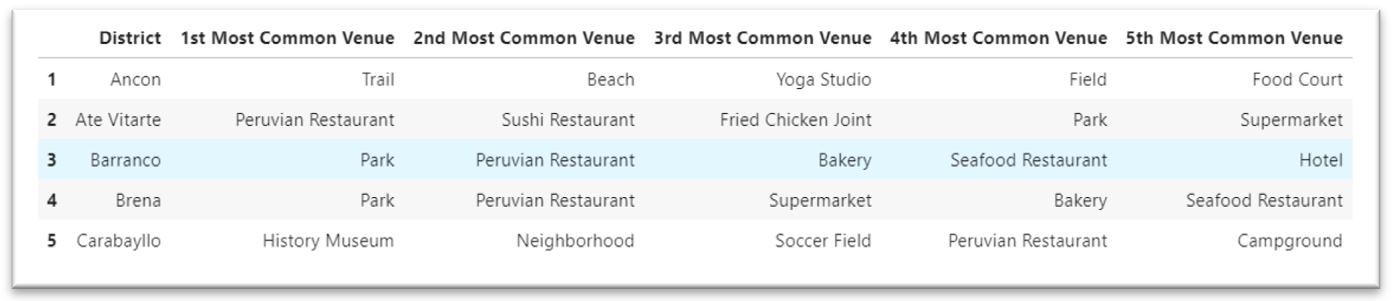 District 1st Most Common Venue 2nd Most Common Venue 3rd Most Common Venue 4th Most Common Venue 5th Most Common Venue
1 Ancon Trail Beach Yoga Studio Field Food Court
2 Ate Vitarte Peruvian Restaurant Sushi Restaurant Fried Chicken Joint Park Supermarket
3 Barranco Park Peruvian Restaurant Bakery Seafood Restaurant Hotel
4 Brena Park Peruvian Restaurant Supermarket Bakery Seafood Restaurant
5 Carabayllo History Museum Neighborhood Soccer Field Peruvian Restaurant Campground